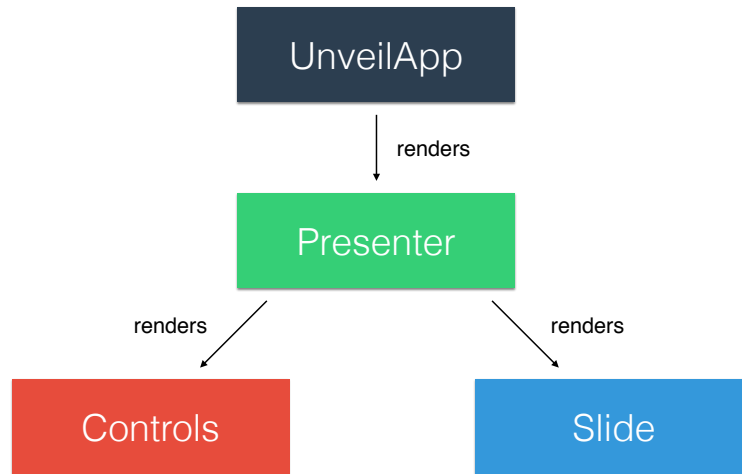 UnveilApp
renders
Presenter
renders
renders
Controls
Slide